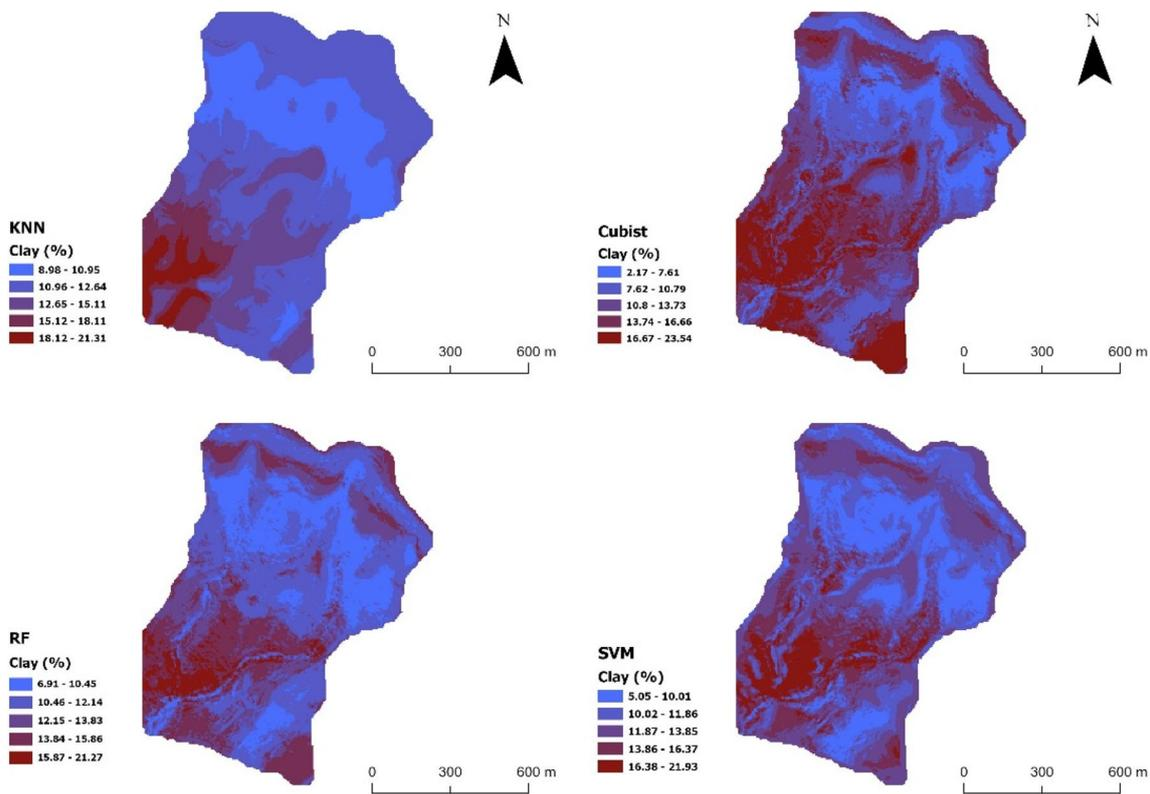 N
KNN
Clay (%)
8.98 - 10.95
10.96 - 12.64
12.65 - 15.11
15.12 - 18.11
18.12 - 21.31
0 300 600 m
N
Cubist
Clay (%)
2.17 - 7.61
7.62 - 10.79
10.8 - 13.73
13.74 - 16.66
16.67 - 23.54
0 300 600 m
RF
Clay (%)
6.91 - 10.45
10.46 - 12.14
12.15 - 13.83
13.84 - 15.86
15.87 - 21.27
0 300 600 m
SVM
Clay (%)
5.05 - 10.01
10.02 - 11.86
11.87 - 13.85
13.86 - 16.37
16.38 - 21.93
0 300 600 m